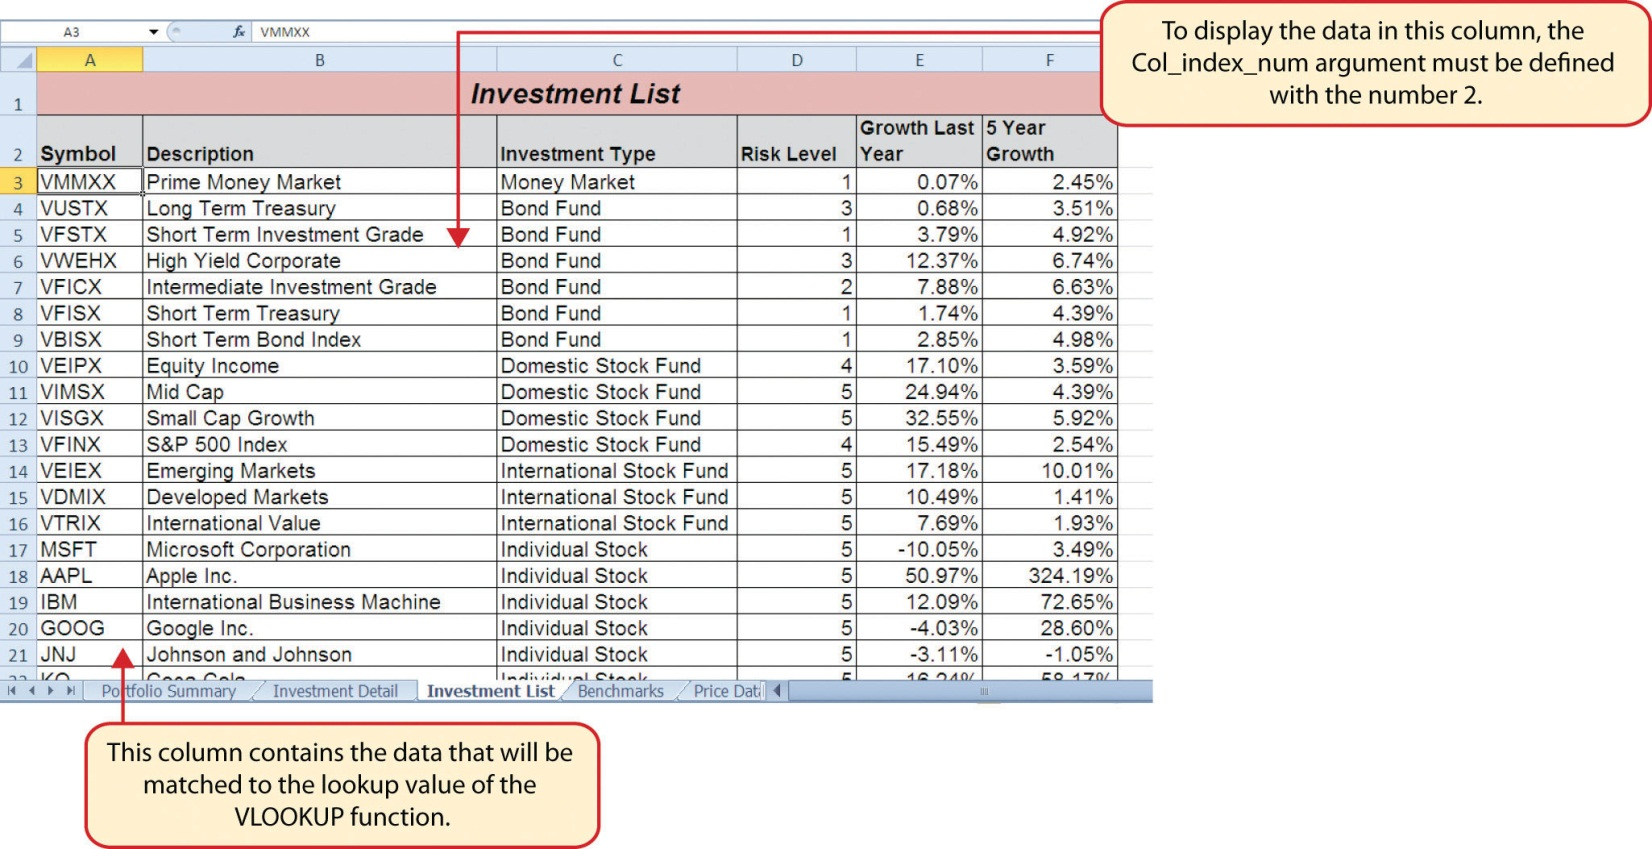 A3 fx VMMXX
To display the data in this column, the
Col_index_num argument must be defined
with the number 2.
A B C D E F
1 Investment List
Growth Last 5 Year
2 Symbol Description Investment Type Risk Level Year Growth
3 VMMXX Prime Money Market Money Market 1 0.07% 2.45%
4 VUSTX Long Term Treasury Bond Fund 3 0.68% 3.51%
5 VFSTX Short Term Investment Grade Bond Fund 1 3.79% 4.92%
6 VWEHX High Yield Corporate Bond Fund 3 12.37% 6.74%
7 VFICX Intermediate Investment Grade Bond Fund 2 7.88% 6.63%
8 VFISX Short Term Treasury Bond Fund 1 1.74% 4.39%
9 VBISX Short Term Bond Index Bond Fund 1 2.85% 4.98%
10 VEIPX Equity Income Domestic Stock Fund 4 17.10% 3.59%
11 VIMSX Mid Cap Domestic Stock Fund 5 24.94% 4.39%
12 VISGX Small Cap Growth Domestic Stock Fund 5 32.55% 5.92%
13 VFINX S&P 500 Index Domestic Stock Fund 4 15.49% 2.54%
14 VEIEX Emerging Markets International Stock Fund 5 17.18% 10.01%
15 VDMIX Developed Markets International Stock Fund 5 10.49% 1.41%
16 VTRIX International Value International Stock Fund 5 7.69% 1.93%
17 MSFT Microsoft Corporation Individual Stock 5 -10.05% 3.49%
18 AAPL Apple Inc. Individual Stock 5 50.97% 324.19%
19 IBM International Business Machine Individual Stock 5 12.09% 72.65%
20 GOOG Google Inc. Individual Stock 5 -4.03% 28.60%
21 JNJ Johnson and Johnson Individual Stock 5 -3.11% -1.05%
22 KO Coca Cola Individual Stock 5 16.24% 58.17%
Portfolio Summary Investment Detail Investment List Benchmarks Price Dat
This column contains the data that will be
matched to the lookup value of the
VLOOKUP function.